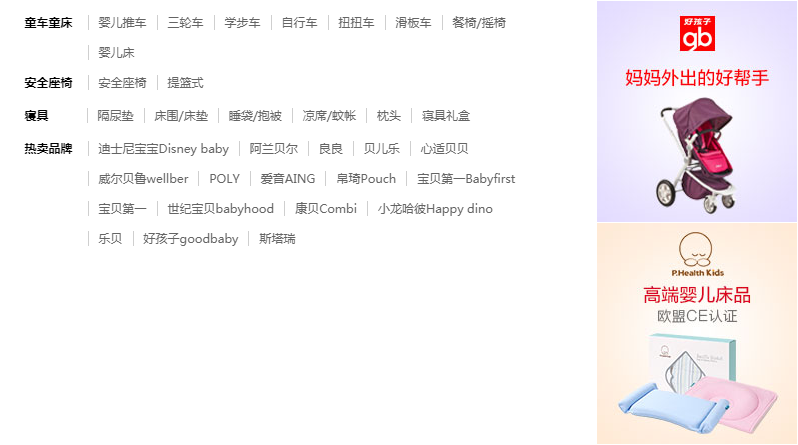 童车童床 婴儿推车 三轮车 学步车 自行车 扭扭车 滑板车 餐椅/摇椅
婴儿床
安全座椅 安全座椅 提篮式
寝具 隔尿垫 床围/床垫 睡袋/抱被 凉席/蚊帐 枕头 寝具礼盒
热卖品牌 迪士尼宝宝Disney baby 阿兰贝尔 良良 贝儿乐 心适贝贝
威尔贝鲁wellber POLY 爱音AING 帛琦Pouch 宝贝第一Babyfirst
宝贝第一 世纪宝贝babyhood 康贝Combi 小龙哈彼Happy dino
乐贝 好孩子goodbaby 斯塔瑞
好孩子
gb
妈妈外出的好帮手
P.Health Kids
高端婴儿床品
欧盟CE认证